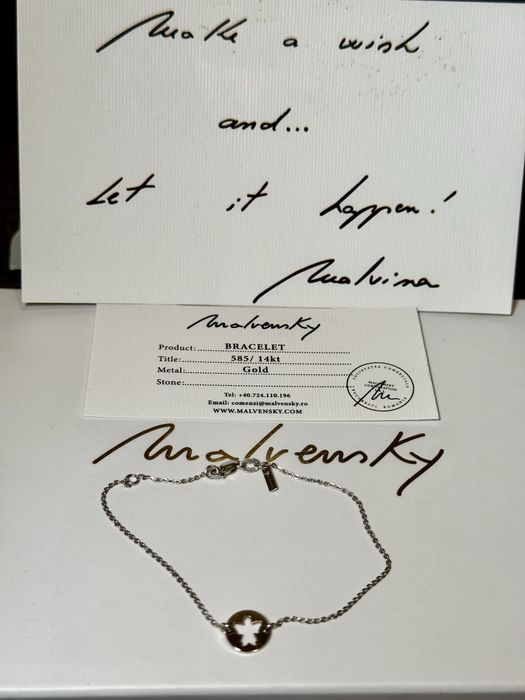 Make a wish
and...
Let it happen!
Malvina
malvensky
Product:..........BRACELET..........
Title:..........585/ 14kt..........
Metal:..........Gold..........
Stone:....................
Tel: +40.724.110.196
Email: comenzi@malvensky.ro
WWW.MALVENSKY.COM
malvensky